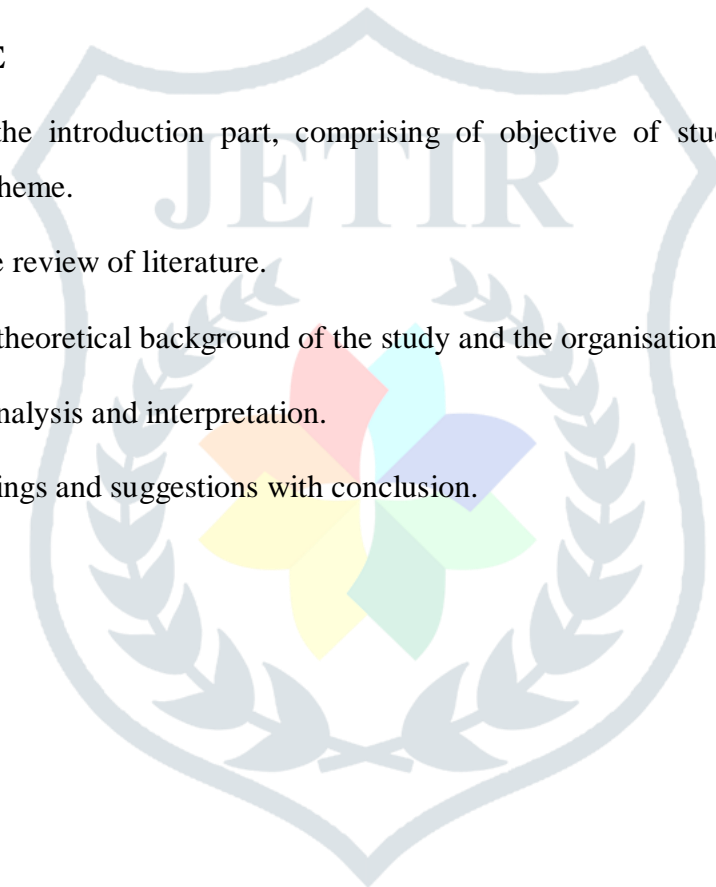 E
the introduction part, comprising of objective of stu
heme.
e review of literature.
theoretical background of the study and the organisation
nalysis and interpretation.
ings and suggestions with conclusion.
JETIR